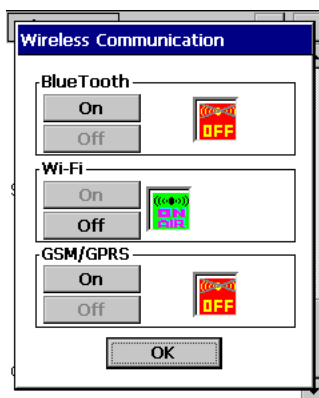 Wireless Communication
BlueTooth
On
OFF
Off
Wi-Fi
On
ON
AIR
Off
GSM/GPRS
On
OFF
Off
OK